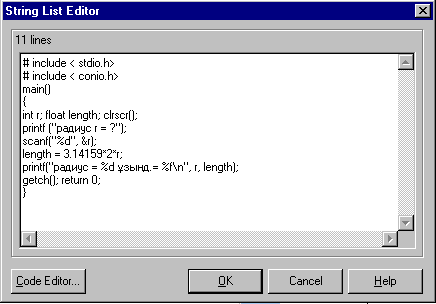 String List Editor
11 lines
# include < stdio.h>
# include < conio.h>
main()
{
int r; float length; clrscr();
printf ("радиус r = ?");
scanf("%d", &r);
length = 3.14159*2*r;
printf("радиус = %d ұзынд.= %f\n", r, length);
getch(); return 0;
}
Code Editor... OK Cancel Help